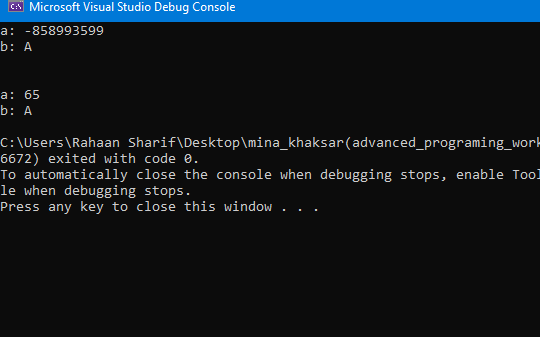 Microsoft Visual Studio Debug Console
a: -858993599
b: A
a: 65
b: A
C:\Users\Rahaan Sharif\Desktop\mina_khaksar(advanced_programing_work
6672) exited with code 0.
To automatically close the console when debugging stops, enable Tool
le when debugging stops.
Press any key to close this window . . .